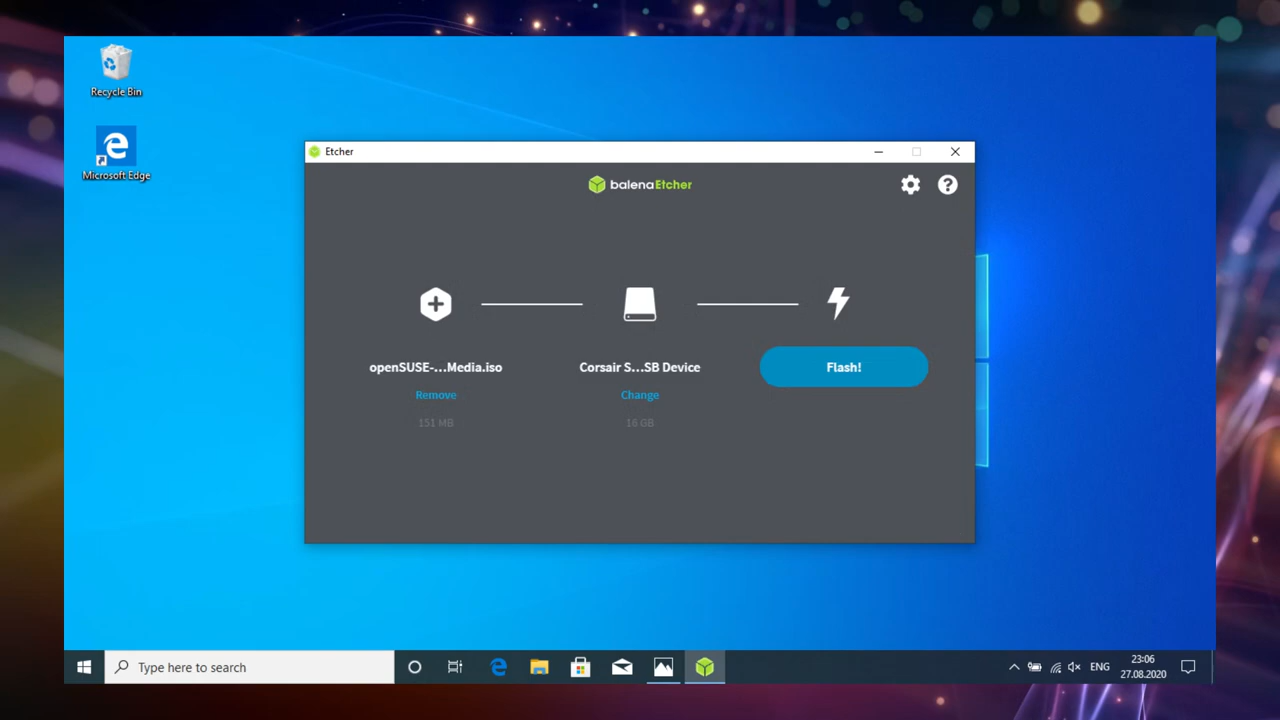 Recycle Bin
Microsoft Edge
Etcher
balenaEtcher
openSUSE-...Media.iso
Corsair S...SB Device
Flash!
Remove
Change
151 MB
16 GB
Type here to search
ENG
23:06
27.08.2020